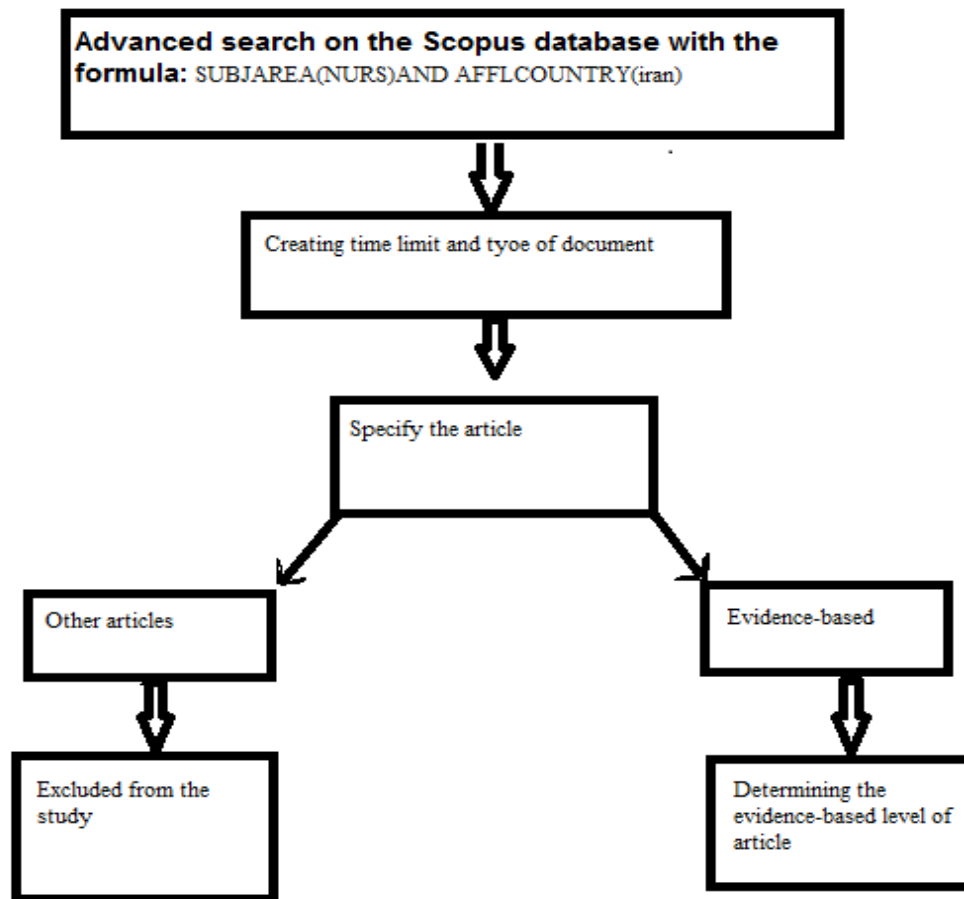 Advanced search on the Scopus database with the
formula: SUBJAREA(NURS)AND AFFLCOUNTRY(iran)
Creating time limit and tyoe of document
Specify the article
Other articles
Evidence-based
Excluded from the
study
Determining the
evidence-based level of
article